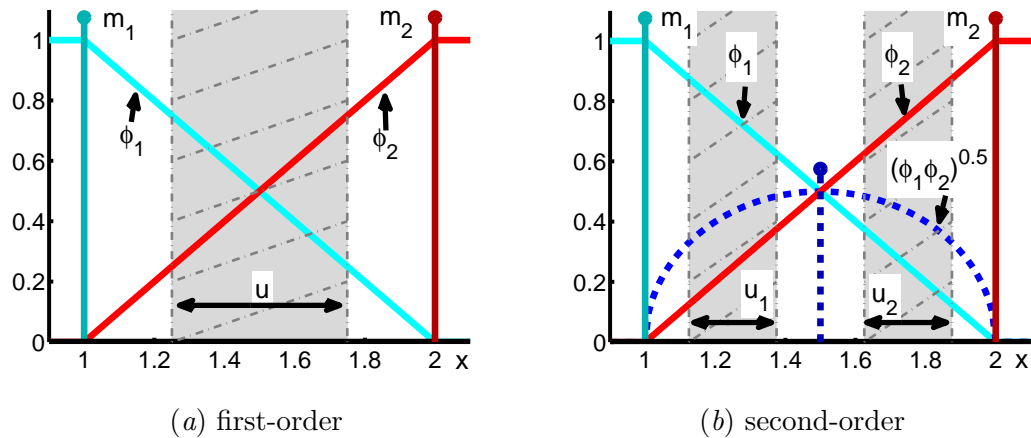 m1 m2
1
0.8
0.6
0.4
0.2
0
ϕ1
ϕ2
u
1 1.2 1.4 1.6 1.8 2 x
(a) first-order
m1 m2
1
0.8
0.6
0.4
0.2
0
ϕ1
ϕ2
(ϕ1ϕ2)^0.5
u1
u2
1 1.2 1.4 1.6 1.8 2 x
(b) second-order